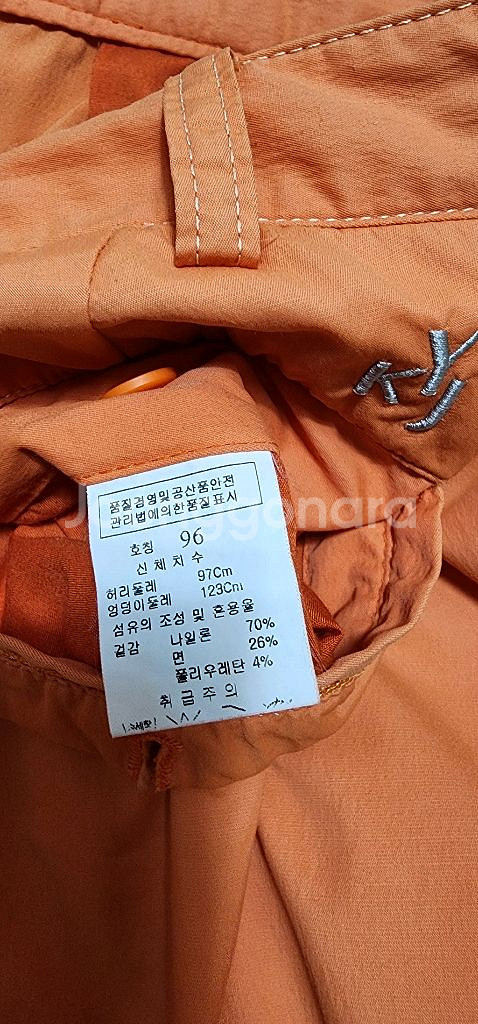 KYJ
품질경영및공산품안전
관리법에의한품질표시
Joonggonara
호칭 96
신체치수
허리둘레 97Cm
엉덩이둘레 123Cm
섬유의 조성 및 혼용율
겉감 나일론 70%
면 26%
폴리우레탄 4%
취급주의